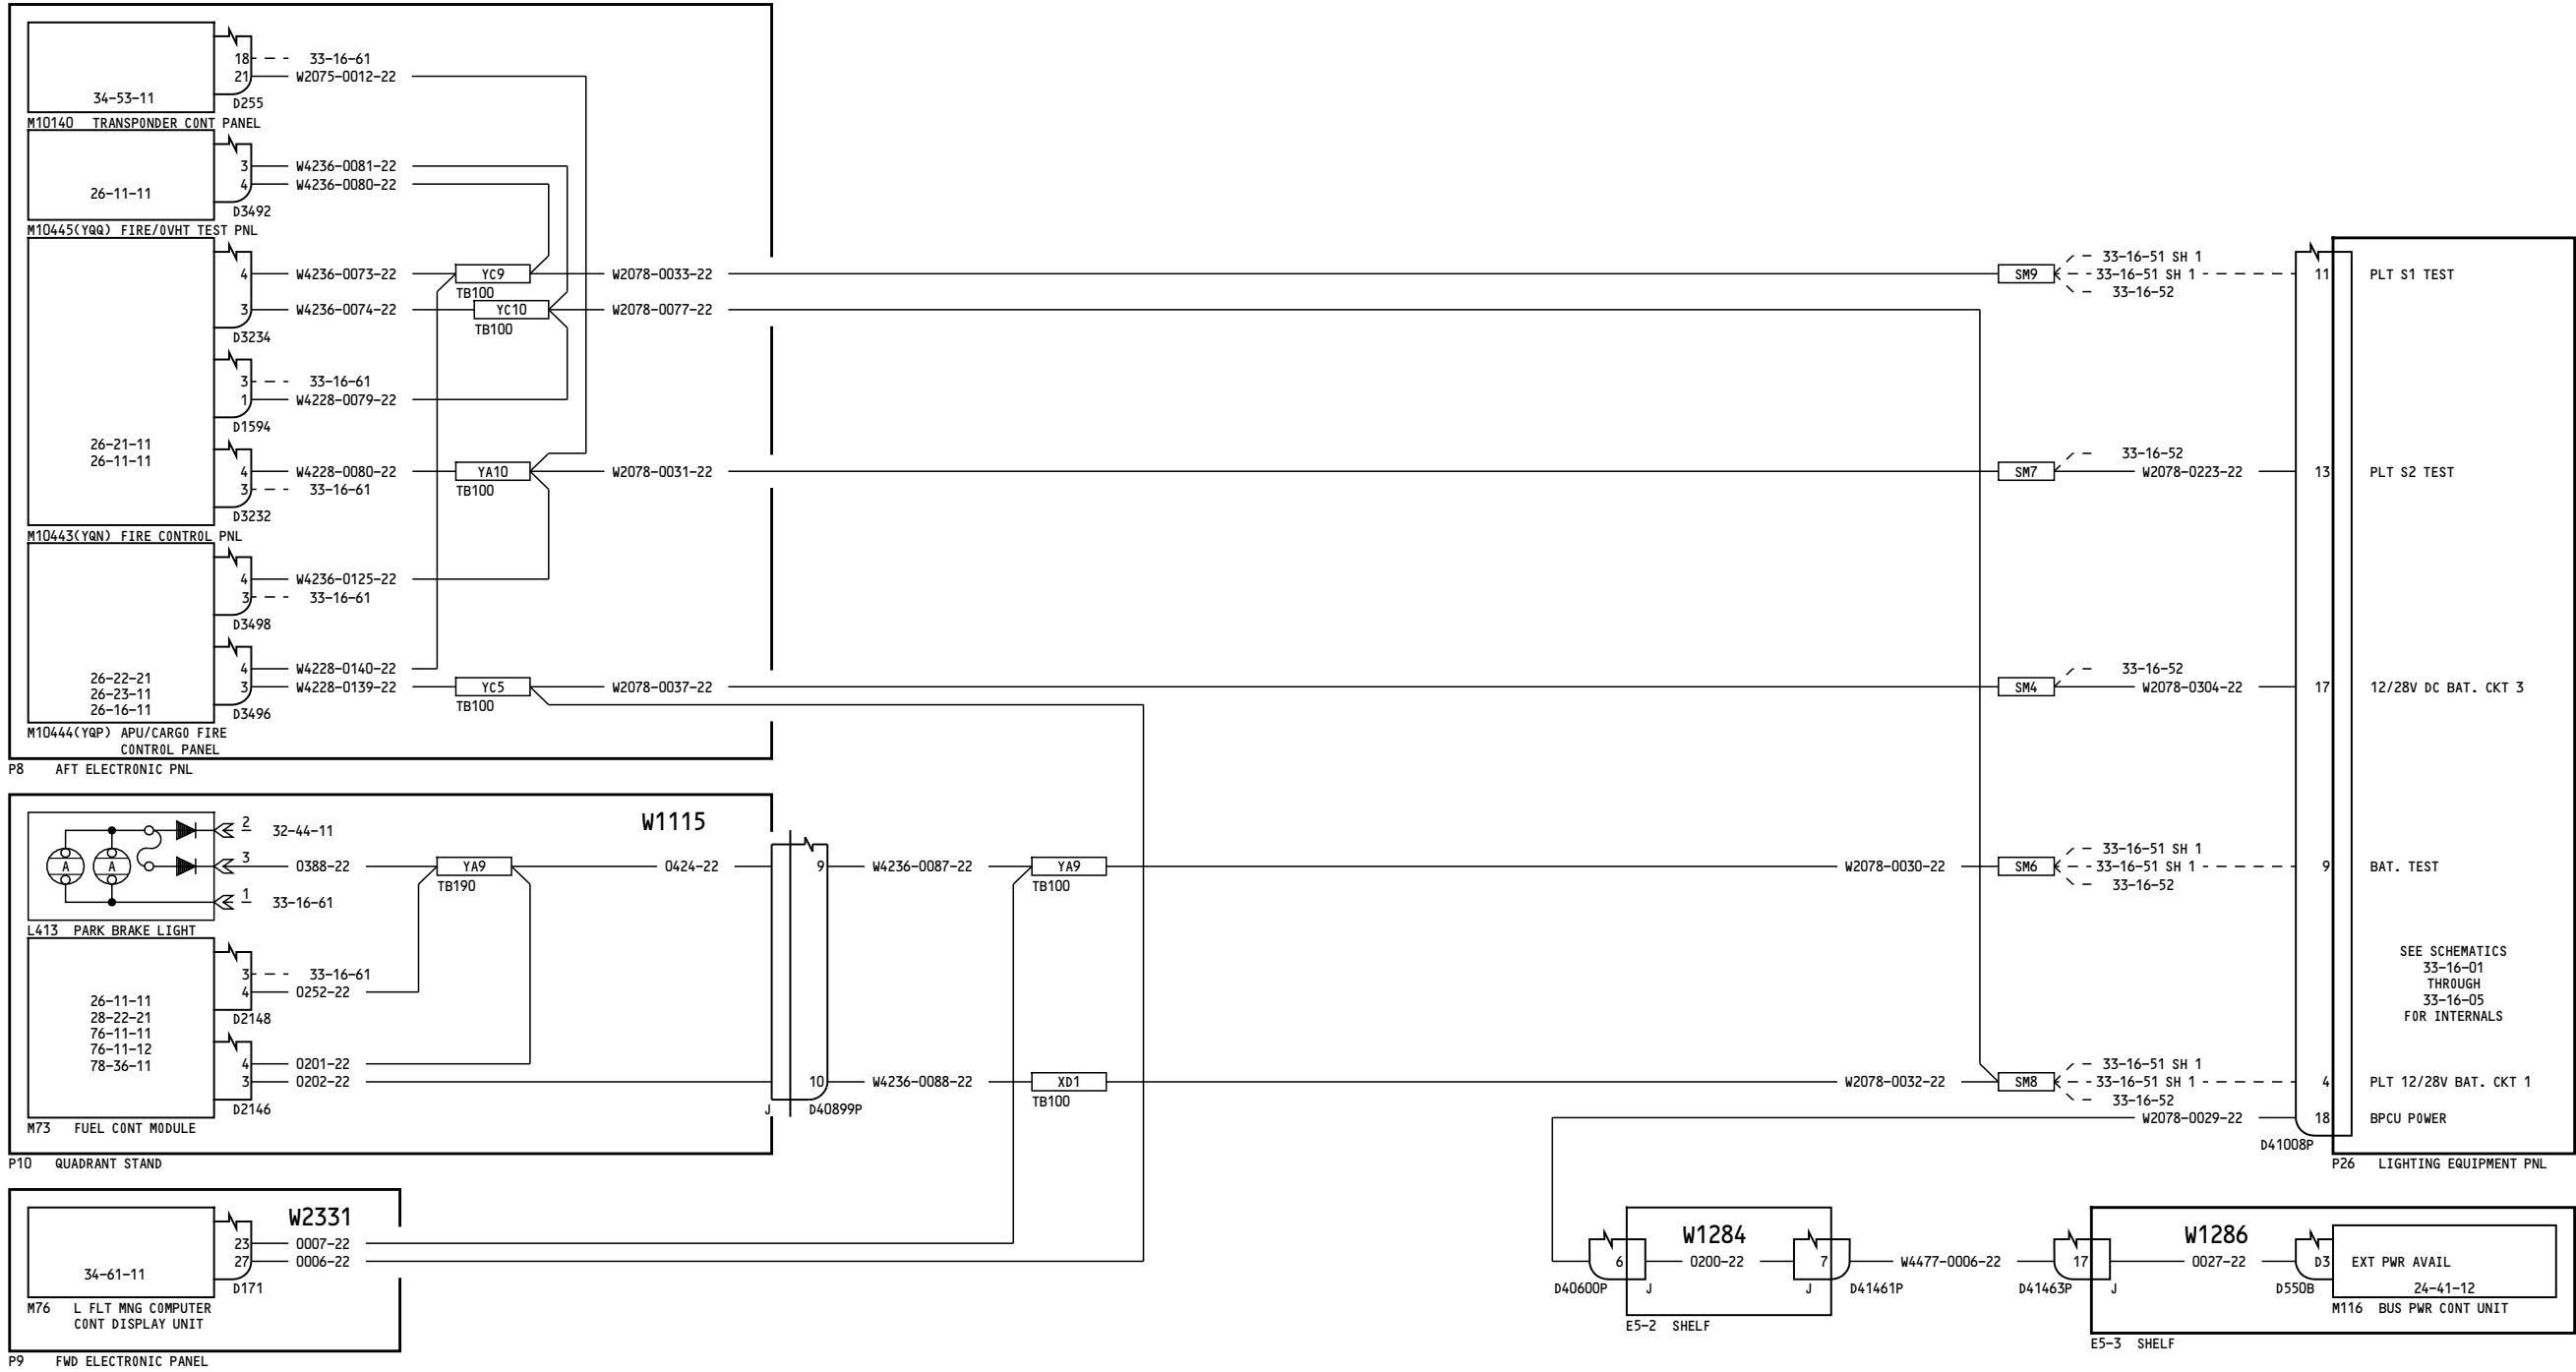 18 33-16-61
21 W2075-0012-22
34-53-11
D255
M10140 TRANSPONDER CONT PANEL
3 W4236-0081-22
4 W4236-0080-22
26-11-11
D3492
M10445(YQQ) FIRE/OVHT TEST PNL
4 W4236-0073-22 YC9 W2078-0033-22
TB100
3 W4236-0074-22 YC10 W2078-0077-22
TB100
D3234
3 33-16-61
1 W4228-0079-22
D1594
26-21-11
26-11-11
4 W4228-0080-22 YA10 W2078-0031-22
TB100
3 33-16-61
D3232
M10443(YQN) FIRE CONTROL PNL
4 W4236-0125-22
3 33-16-61
D3498
4 W4228-0140-22
3 W4228-0139-22 YC5 W2078-0037-22
TB100
26-22-21
26-23-11
26-16-11
D3496
M10444(YQP) APU/CARGO FIRE
CONTROL PANEL
P8 AFT ELECTRONIC PNL
33-16-51 SH 1
SM9 33-16-51 SH 1 11 PLT S1 TEST
33-16-52
33-16-52
SM7 W2078-0223-22 13 PLT S2 TEST
33-16-52
SM4 W2078-0304-22 17 12/28V DC BAT. CKT 3
W1115
2 32-44-11
A A
3 0388-22 YA9 0424-22 9 W4236-0087-22 YA9 W2078-0030-22
TB190
TB100
1 33-16-61
L413 PARK BRAKE LIGHT
33-16-51 SH 1
SM6 33-16-51 SH 1 9 BAT. TEST
33-16-52
3 33-16-61
4 0252-22
D2148
26-11-11
28-22-21
76-11-11
76-11-12
78-36-11
4 0201-22
3 0202-22 10 W4236-0088-22 XD1 W2078-0032-22
TB100
D2146
J D40899P
M73 FUEL CONT MODULE
P10 QUADRANT STAND
SEE SCHEMATICS
33-16-01
THROUGH
33-16-05
FOR INTERNALS
33-16-51 SH 1
SM8 33-16-51 SH 1 4 PLT 12/28V BAT. CKT 1
33-16-52
W2078-0029-22 18 BPCU POWER
D41008P
P26 LIGHTING EQUIPMENT PNL
W2331
23 0007-22
27 0006-22
34-61-11
D171
M76 L FLT MNG COMPUTER
CONT DISPLAY UNIT
P9 FWD ELECTRONIC PANEL
W1284
6 0200-22 7 W4477-0006-22
D40600P J J D41461P
E5-2 SHELF
W1286
17 0027-22 D3 EXT PWR AVAIL
D41463P J D550B 24-41-12
M116 BUS PWR CONT UNIT
E5-3 SHELF